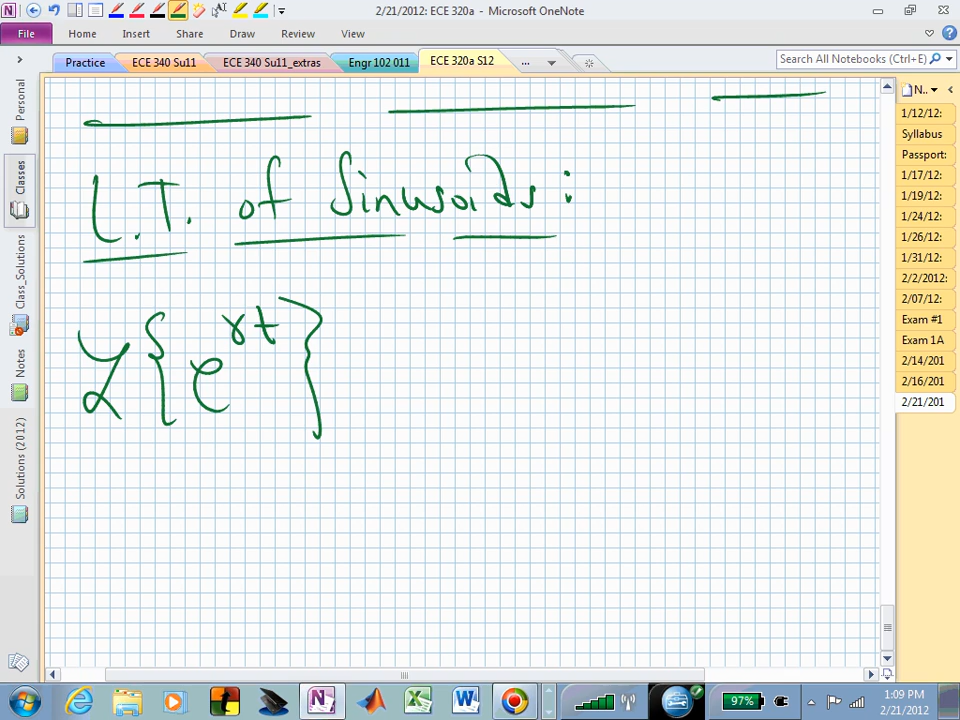 2/21/2012: ECE 320a - Microsoft OneNote
File Home Insert Share Draw Review View
Practice ECE 340 Su11 ECE 340 Su11_extras Engr 102 011 ECE 320a S12 ...
Search All Notebooks (Ctrl+E)
N..
Personal
Classes
Class_Solutions
Notes
Solutions (2012)
L.T. of Sinusoids:
ℒ{e^{γt}}
1/12/12:
Syllabus
Passport:
1/17/12:
1/19/12:
1/24/12:
1/26/12:
1/31/12:
2/2/2012:
2/07/12:
Exam #1
Exam 1A
2/14/201
2/16/201
2/21/201
97%
1:09 PM
2/21/2012